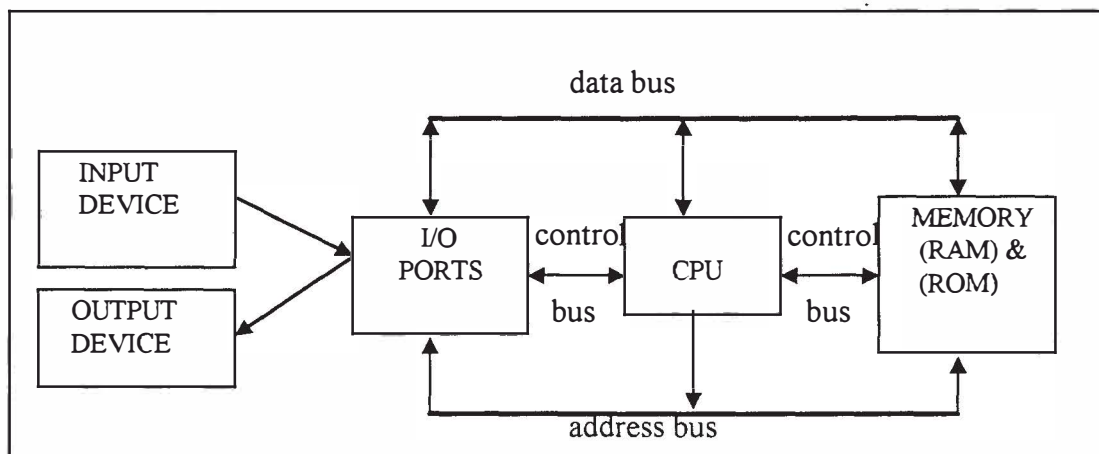 data bus
INPUT
DEVICE
OUTPUT
DEVICE
I/O
PORTS
control
bus
CPU
control
bus
MEMORY
(RAM) &
(ROM)
address bus